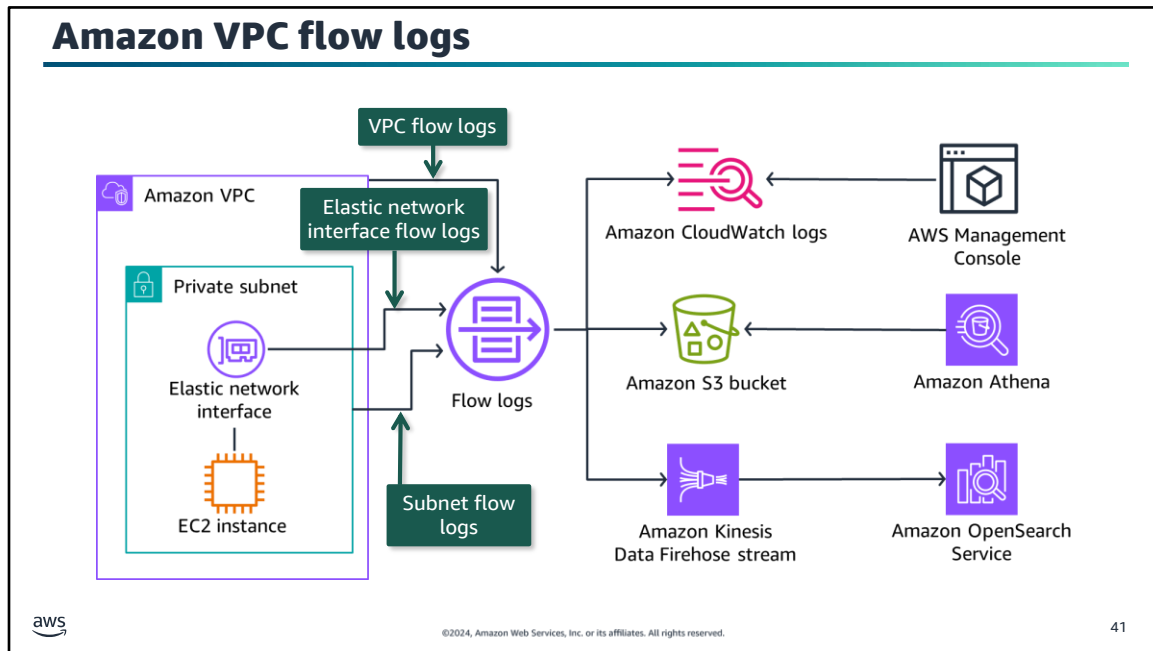 Amazon VPC flow logs
VPC flow logs
Amazon VPC
Elastic network
interface flow logs
Private subnet
Elastic network
interface
EC2 instance
Flow logs
Subnet flow
logs
Amazon CloudWatch logs
AWS Management
Console
Amazon S3 bucket
Amazon Athena
Amazon Kinesis
Data Firehose stream
Amazon OpenSearch
Service
aws
©2024, Amazon Web Services, Inc. or its affiliates. All rights reserved.
41